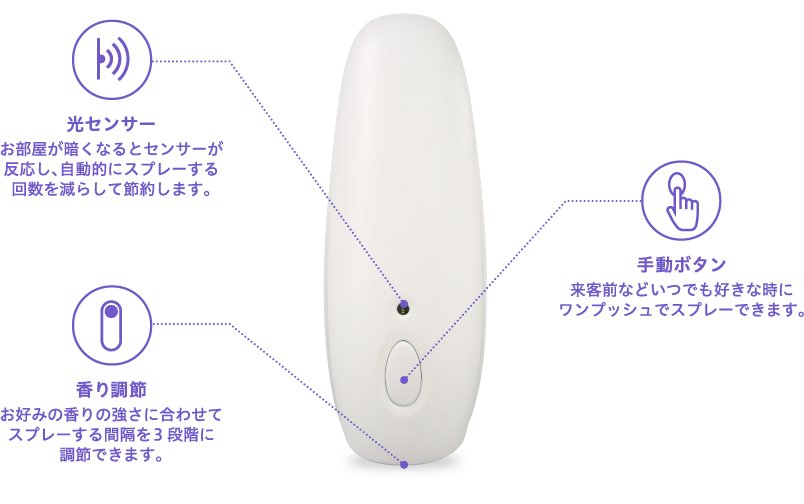 光センサー
お部屋が暗くなるとセンサーが
反応し、自動的にスプレーする
回数を減らして節約します。
手動ボタン
来客前などいつでも好きな時に
ワンプッシュでスプレーできます。
香り調節
お好みの香りの強さに合わせて
スプレーする間隔を3段階に
調節できます。